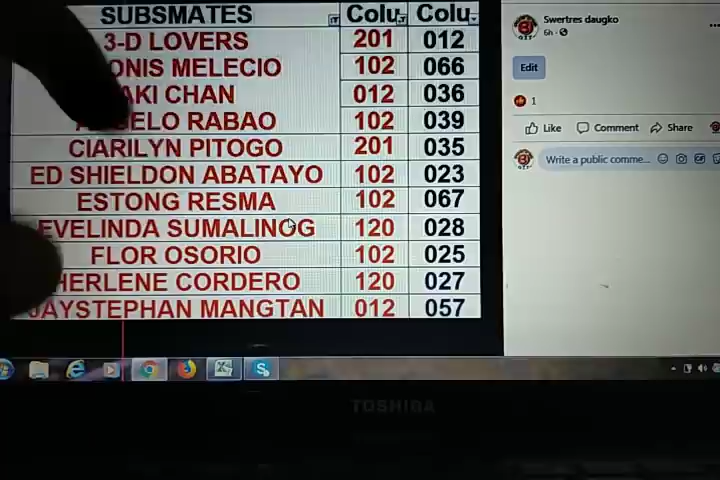 SUBSMATES Colu Colu
3-D LOVERS 201 012
ONIS MELECIO 102 066
AKI CHAN 012 036
ELO RABAO 102 039
CIARILYN PITOGO 201 035
ED SHIELDON ABATAYO 102 023
ESTONG RESMA 102 067
EVELINDA SUMALINOG 120 028
FLOR OSORIO 102 025
HERLENE CORDERO 120 027
JAYSTEPHAN MANGTAN 012 057
Swertres daugko
6h
Edit
1
Like Comment Share
Write a public comme...
TOSHIBA